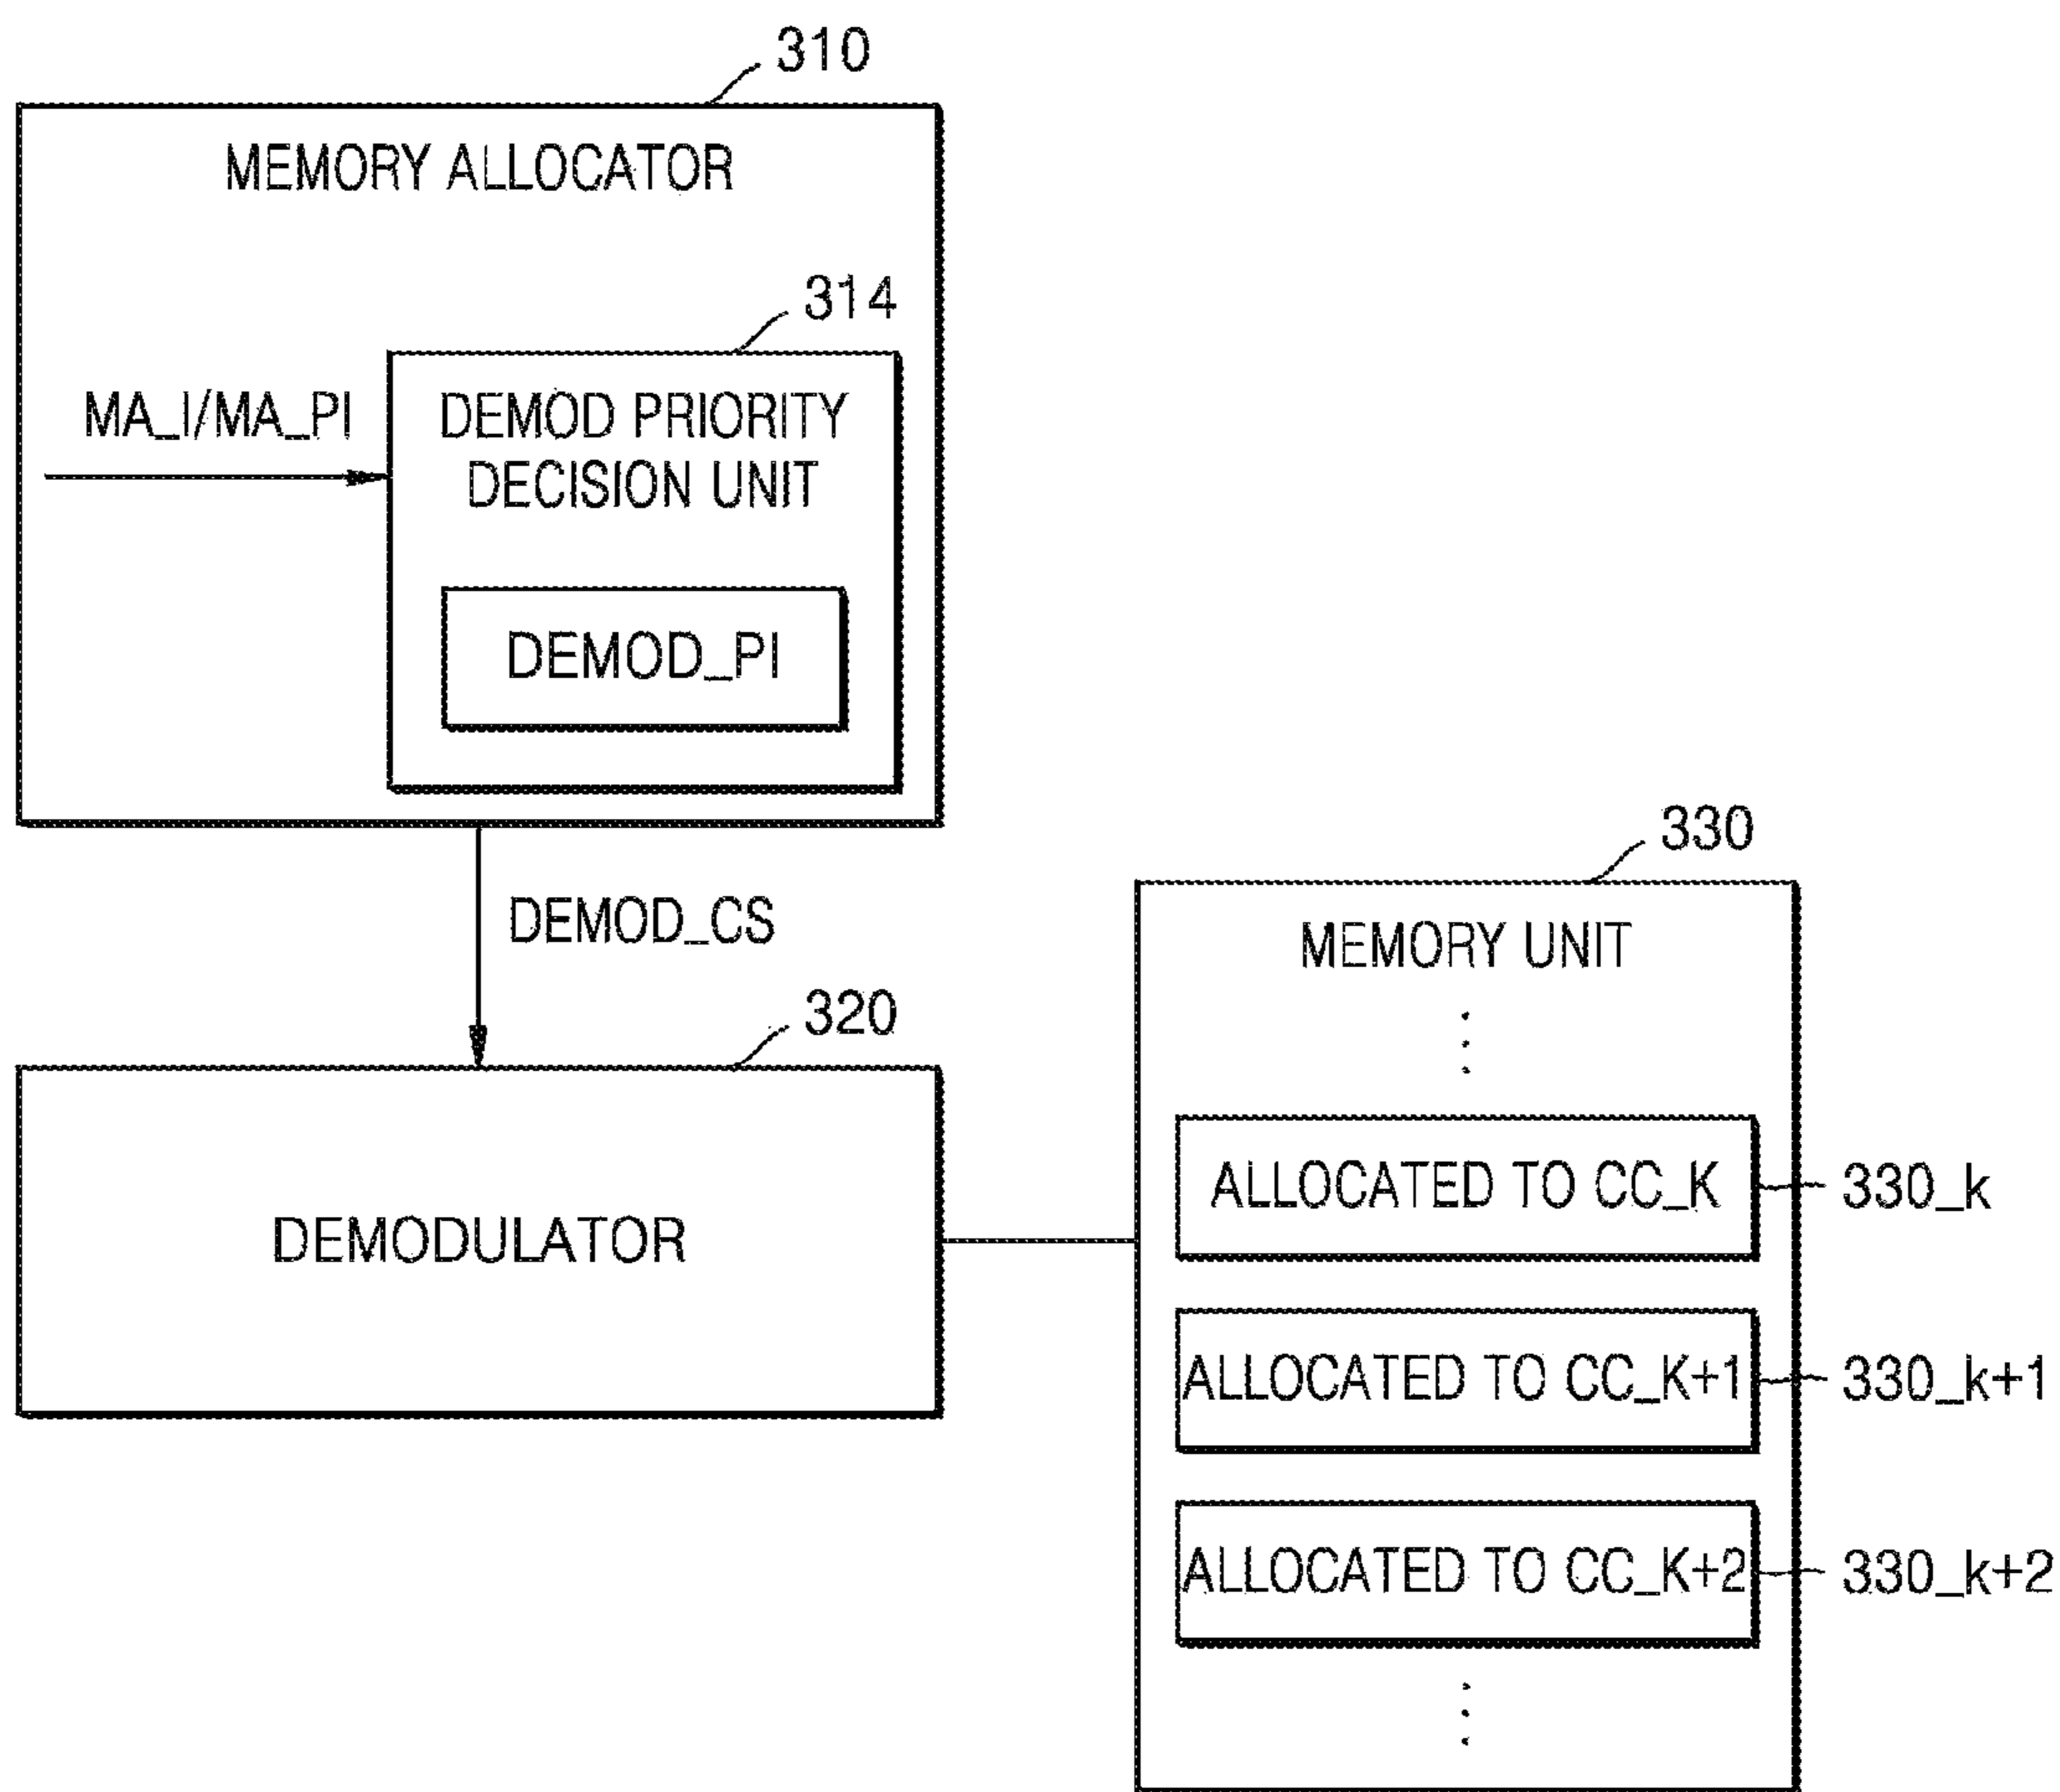 310
MEMORY ALLOCATOR
314
MA_I/MA_PI
DEMOD PRIORITY
DECISION UNIT
DEMOD_PI
DEMOD_CS
330
MEMORY UNIT
320
DEMODULATOR
ALLOCATED TO CC_K
330_k
ALLOCATED TO CC_K+1
330_k+1
ALLOCATED TO CC_K+2
330_k+2